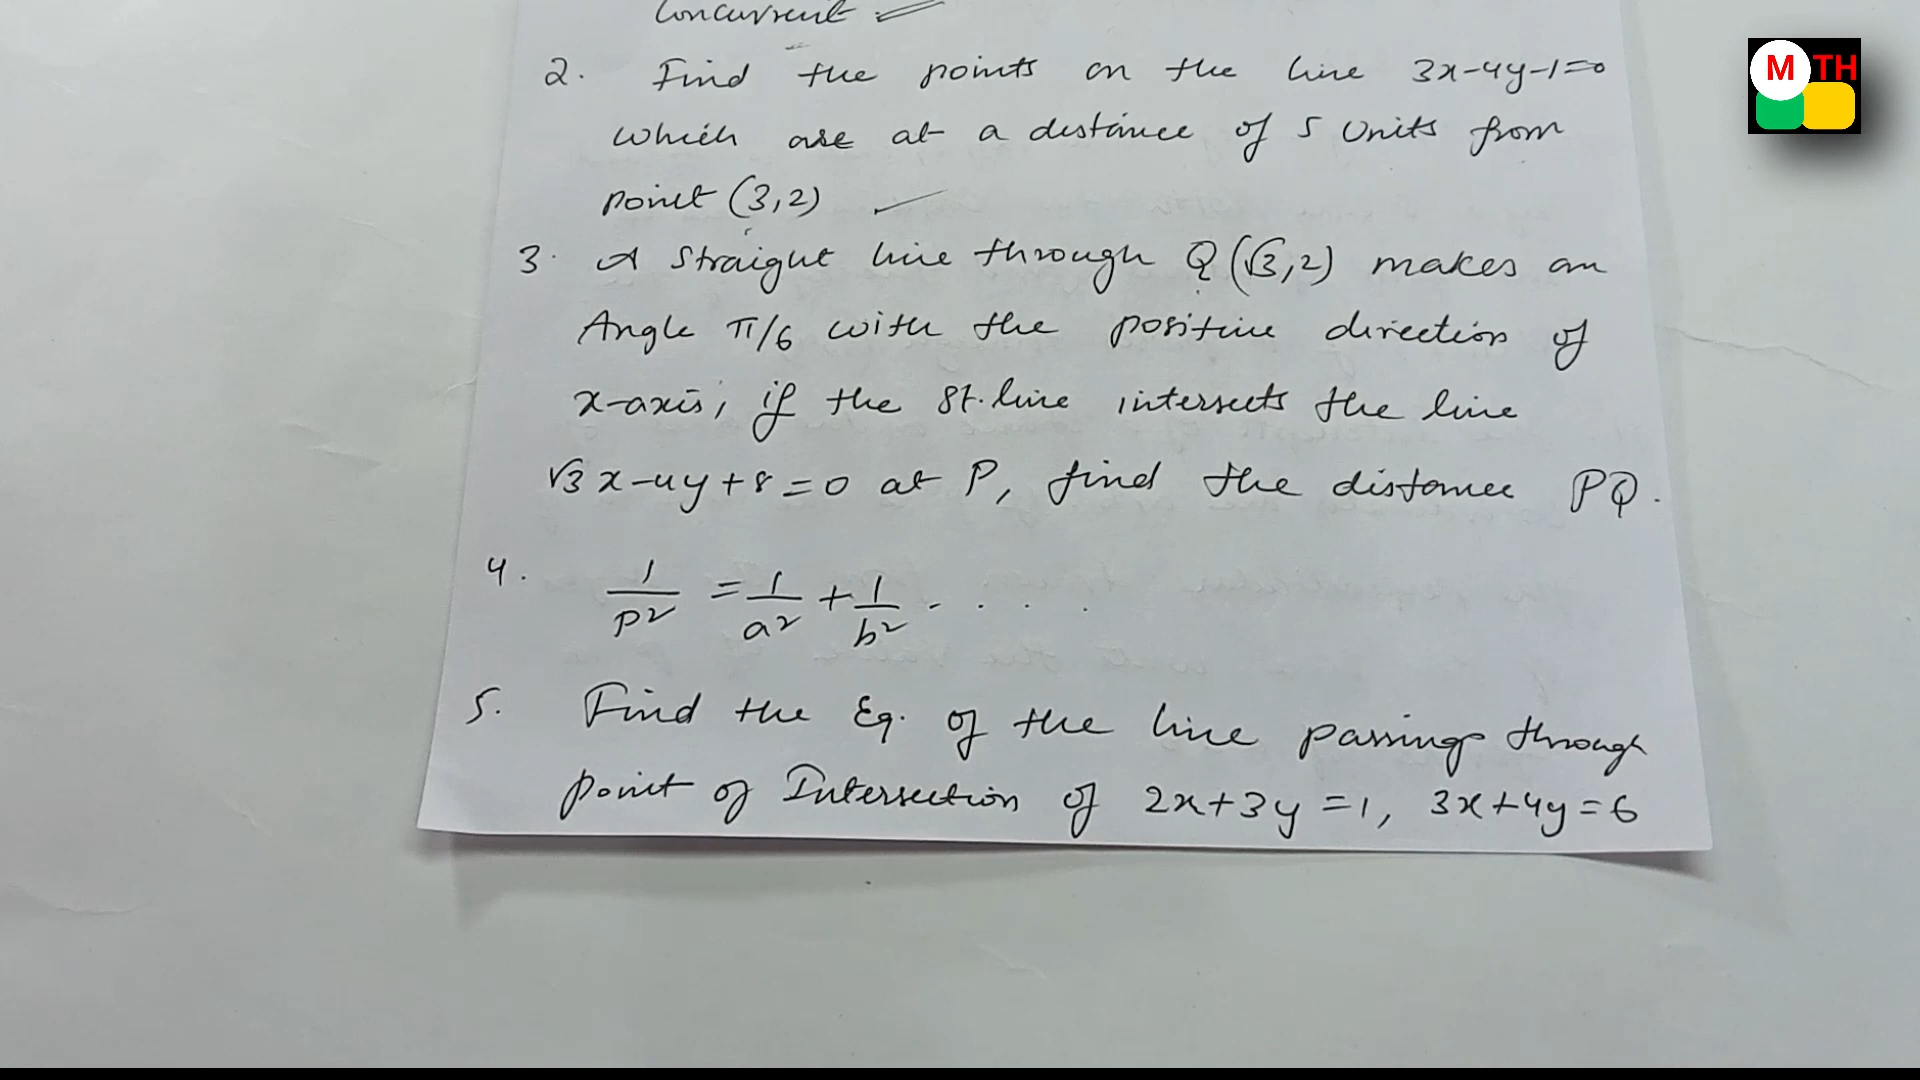 Concurrent
2. Find the points on the line 3x-4y-1=0
which are at a distance of 5 units from
point (3,2)
3. A straight line through Q(√3,2) makes an
Angle π/6 with the positive direction of
x-axis, if the st. line intersects the line
√3x-4y+8=0 at P, find the distance PQ.
4. 1/p² = 1/a² + 1/b² - . . . .
5. Find the Eq. of the line passing through
point of Intersection of 2x+3y=1, 3x+4y=6
M TH